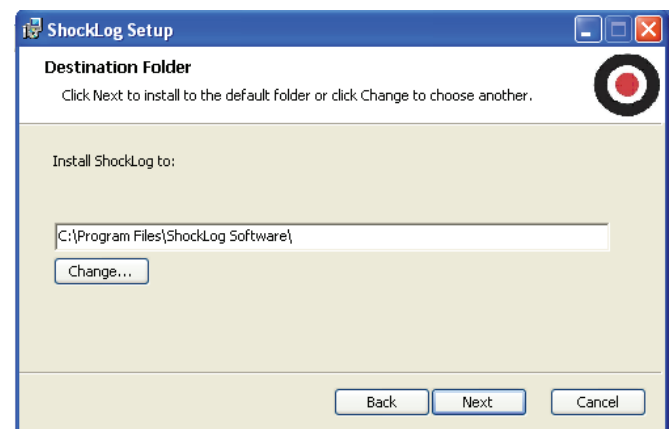 ShockLog Setup
Destination Folder
Click Next to install to the default folder or click Change to choose another.
Install ShockLog to:
C:\Program Files\ShockLog Software\
Change...
Back Next Cancel